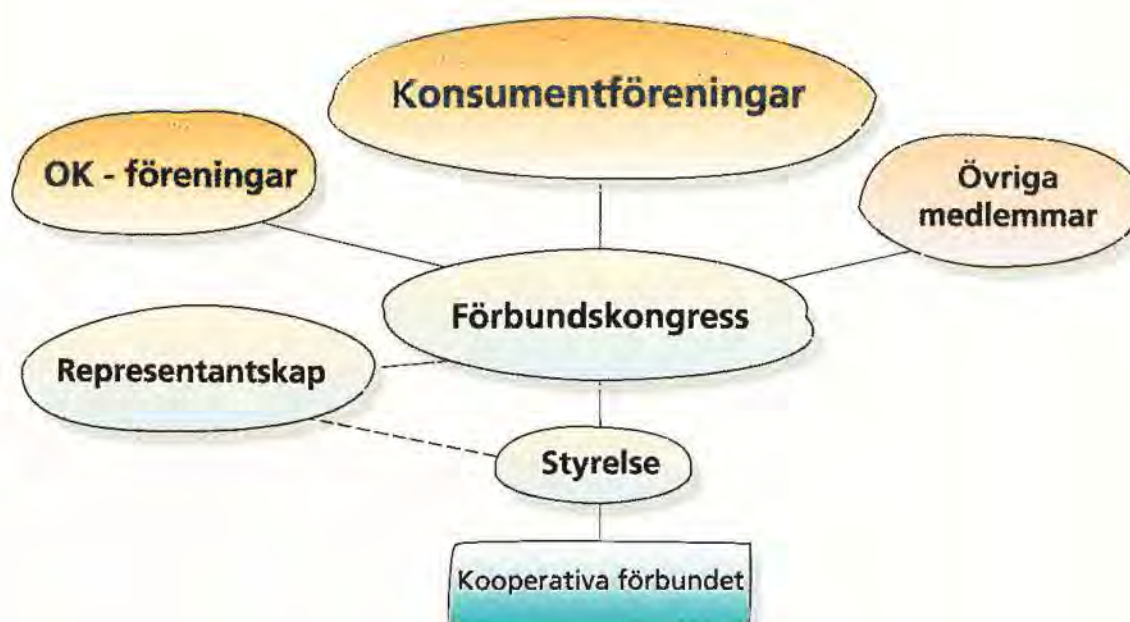 Konsumentföreningar
OK - föreningar
Övriga
medlemmar
Förbundskongress
Representantskap
Styrelse
Kooperativa förbundet